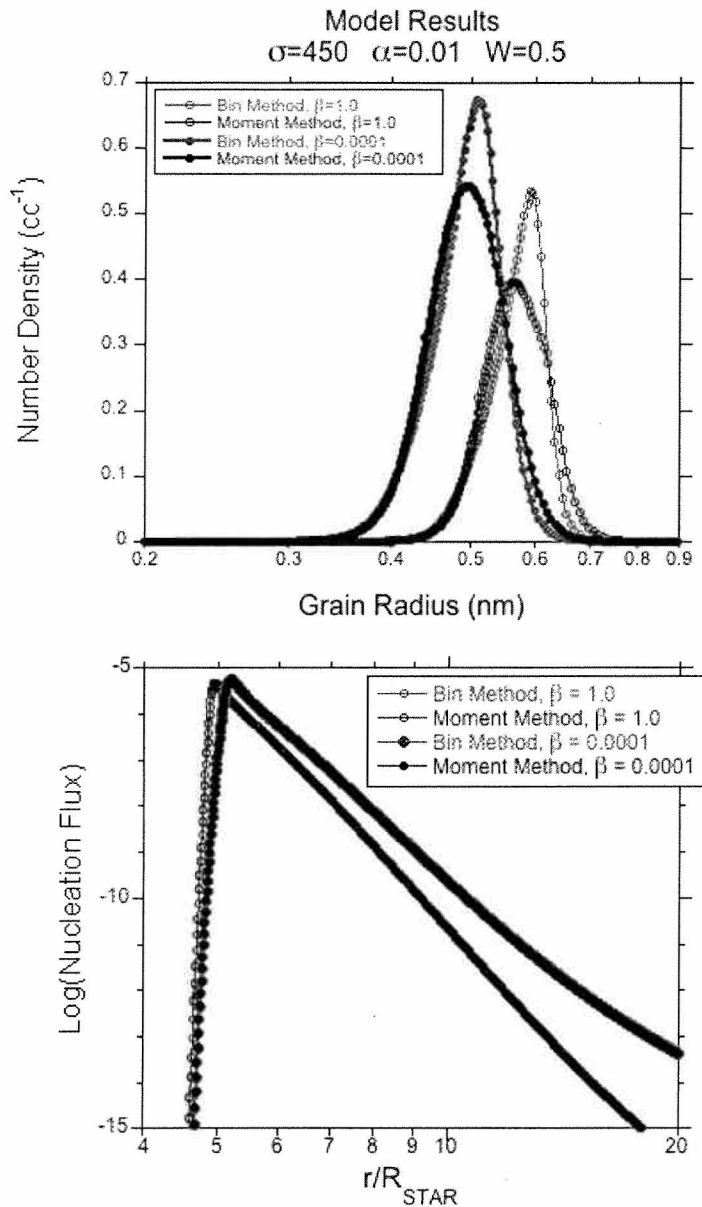 Model Results
σ=450 α=0.01 W=0.5
0.7
0.6
0.5
0.4
0.3
0.2
0.1
0
Number Density (cc⁻¹)
Bin Method, β=1.0
Moment Method, β=1.0
Bin Method, β=0.0001
Moment Method, β=0.0001
0.2 0.3 0.4 0.5 0.6 0.7 0.8 0.9
Grain Radius (nm)
-5
-10
-15
Log(Nucleation Flux)
Bin Method, β = 1.0
Moment Method, β = 1.0
Bin Method, β = 0.0001
Moment Method, β = 0.0001
4 5 6 7 8 9 10 20
r/R_STAR